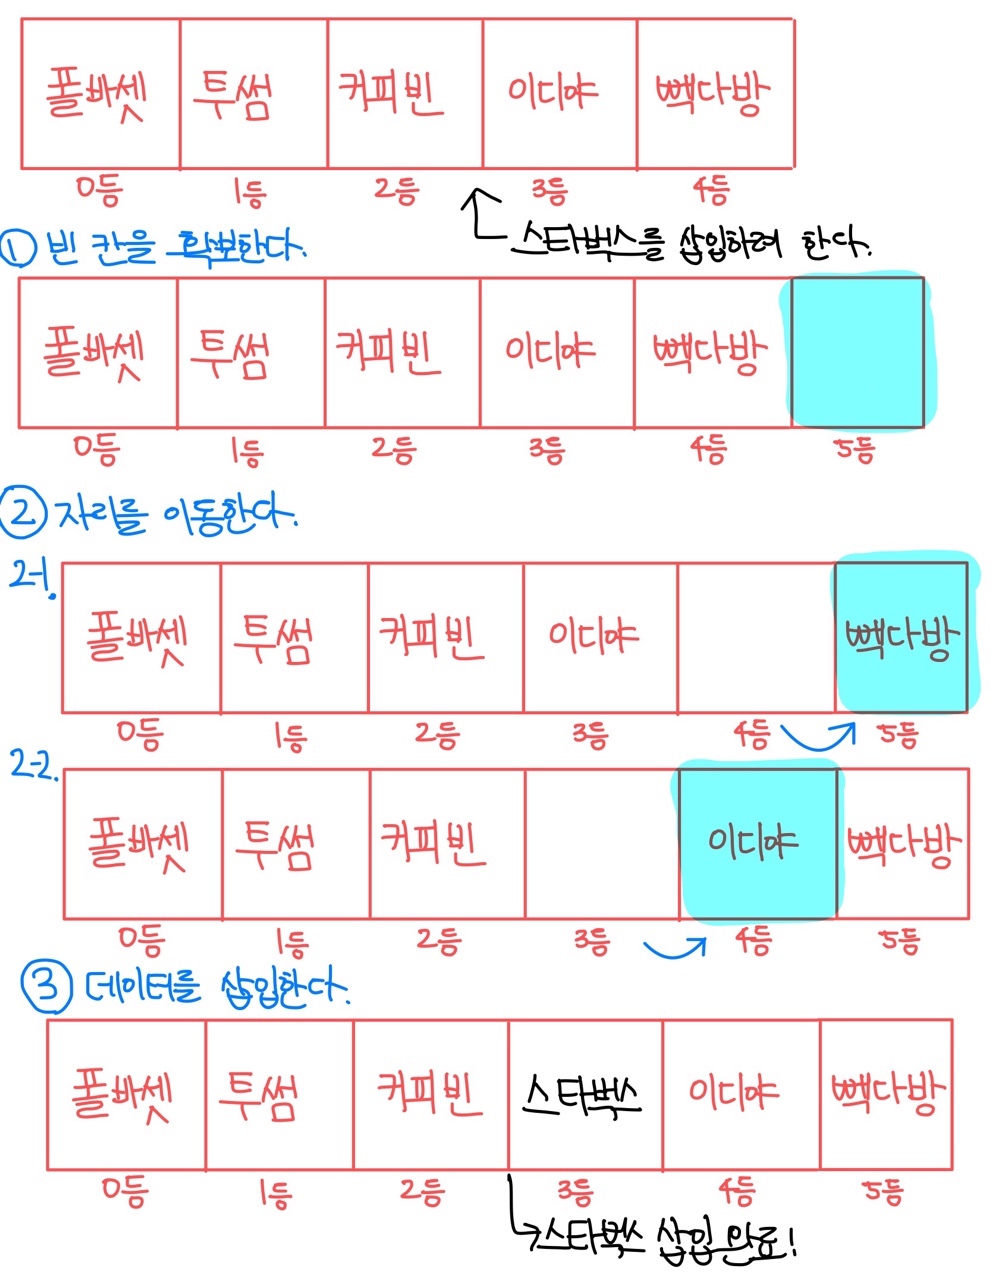 폴바셋 투썸 커피빈 이디야 빽다방
0등 1등 2등 3등 4등
스타벅스를 삽입하려 한다.
① 빈 칸을 확보한다.
폴바셋 투썸 커피빈 이디야 빽다방
0등 1등 2등 3등 4등 5등
② 자리를 이동한다.
2-1.
폴바셋 투썸 커피빈 이디야 빽다방
0등 1등 2등 3등 4등 5등
2-2.
폴바셋 투썸 커피빈 이디야 빽다방
0등 1등 2등 3등 4등 5등
③ 데이터를 삽입한다.
폴바셋 투썸 커피빈 스타벅스 이디야 빽다방
0등 1등 2등 3등 4등 5등
스타벅스 삽입 완료!